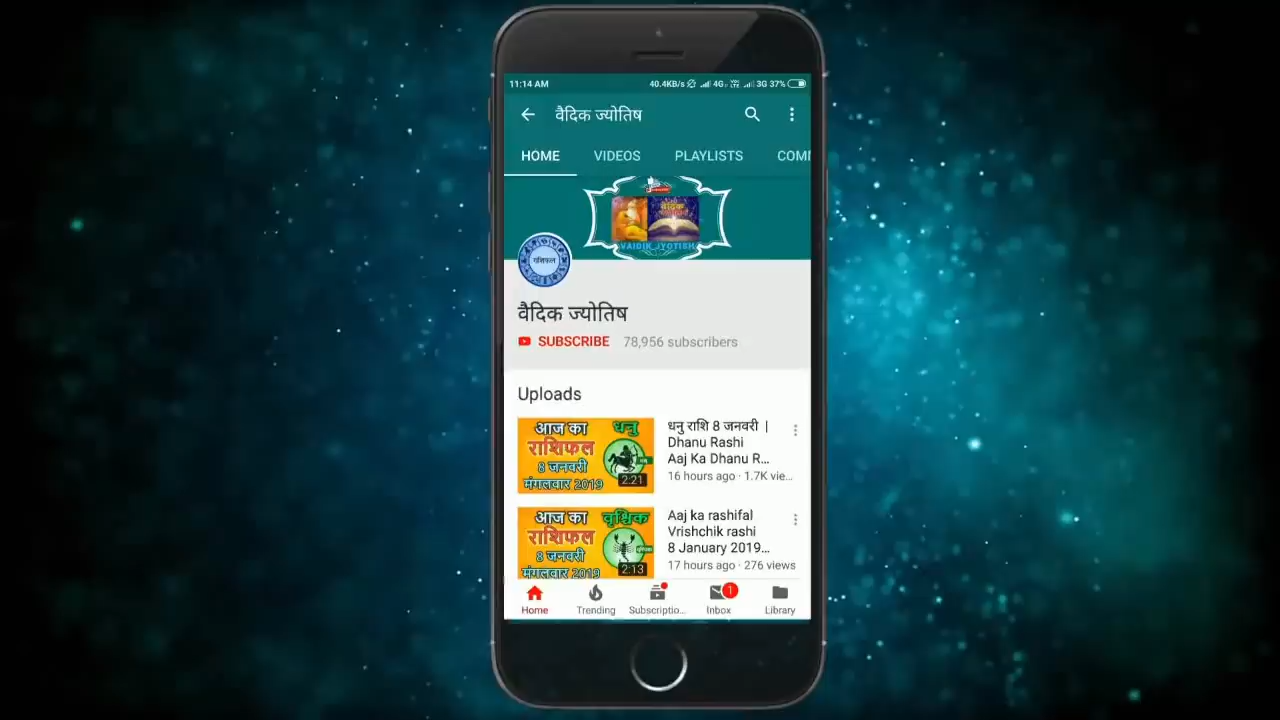 11:14 AM
40.4KB/s 4G 3G 37%
वैदिक ज्योतिष
HOME VIDEOS PLAYLISTS COM
वैदिक
VAIDIK JYOTISH
राशिफल
वैदिक ज्योतिष
SUBSCRIBE 78,956 subscribers
Uploads
आज का धनु
राशिफल
8 जनवरी
मंगलवार 2019
2:21
धनु राशि 8 जनवरी |
Dhanu Rashi
Aaj Ka Dhanu R...
16 hours ago · 1.7K vie...
आज का वृश्चिक
राशिफल
8 जनवरी
मंगलवार 2019
2:13
Aaj ka rashifal
Vrishchik rashi
8 January 2019...
17 hours ago · 276 views
1
Home Trending Subscriptio... Inbox Library